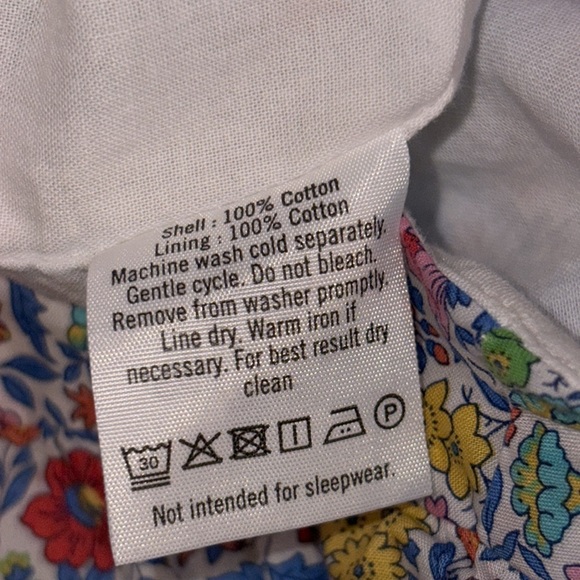 Shell : 100% Cotton
Lining : 100% Cotton
Machine wash cold separately.
Gentle cycle. Do not bleach.
Remove from washer promptly.
Line dry. Warm iron if
necessary. For best result dry
clean
30 P
Not intended for sleepwear.